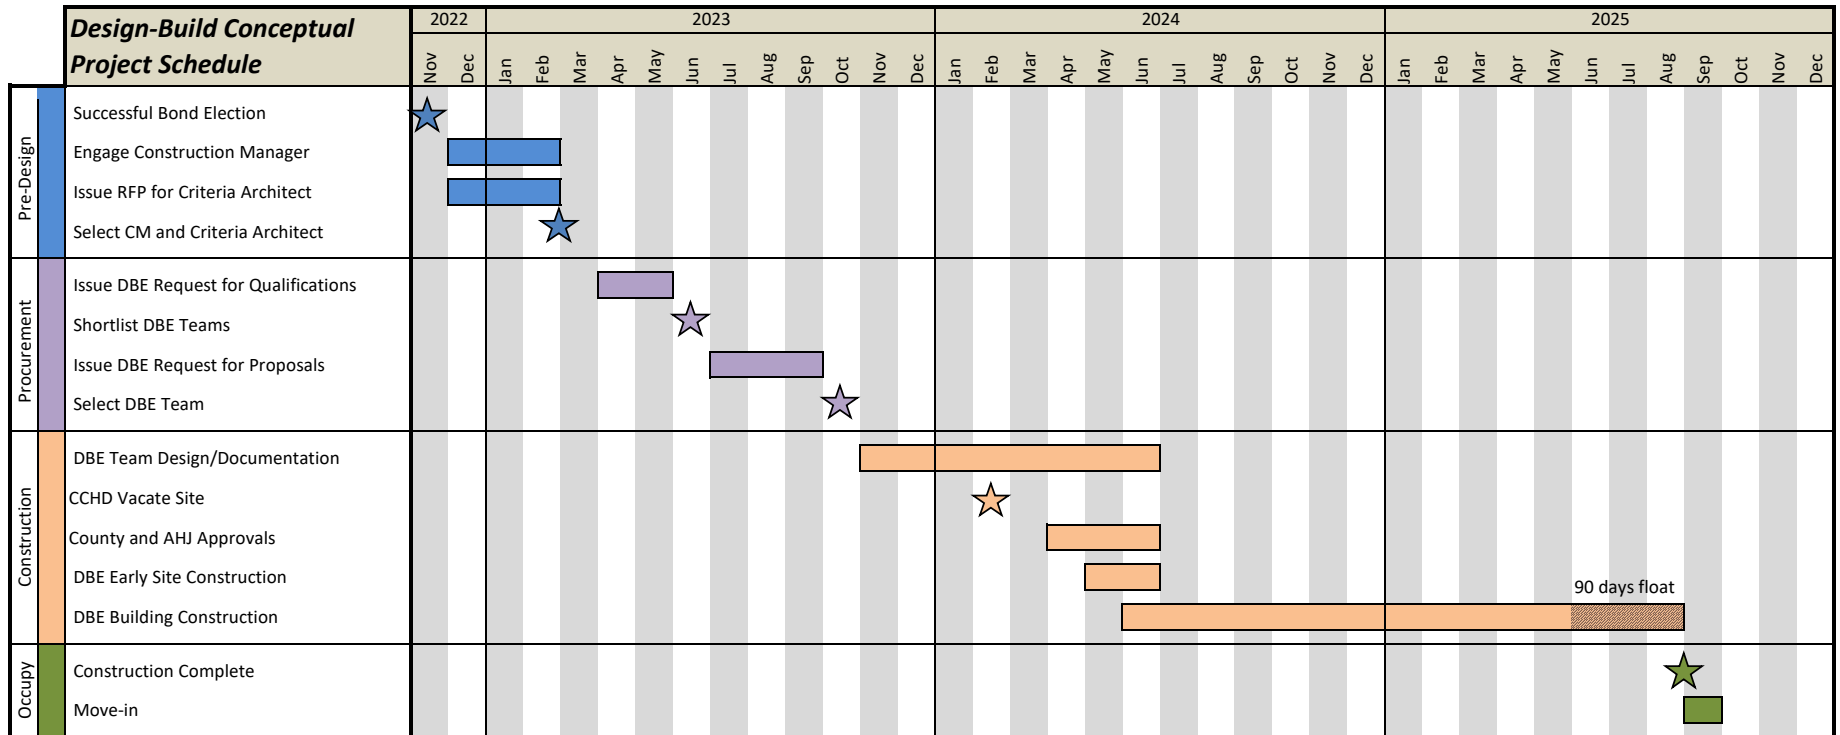 Design-Build Conceptual
Project Schedule
2022 2023 2024 2025
Nov Dec Jan Feb Mar Apr May Jun Jul Aug Sep Oct Nov Dec Jan Feb Mar Apr May Jun Jul Aug Sep Oct Nov Dec Jan Feb Mar Apr May Jun Jul Aug Sep Oct Nov Dec
Pre-Design
Successful Bond Election
Engage Construction Manager
Issue RFP for Criteria Architect
Select CM and Criteria Architect
Procurement
Issue DBE Request for Qualifications
Shortlist DBE Teams
Issue DBE Request for Proposals
Select DBE Team
Construction
DBE Team Design/Documentation
CCHD Vacate Site
County and AHJ Approvals
DBE Early Site Construction
90 days float
DBE Building Construction
Occupy
Construction Complete
Move-in